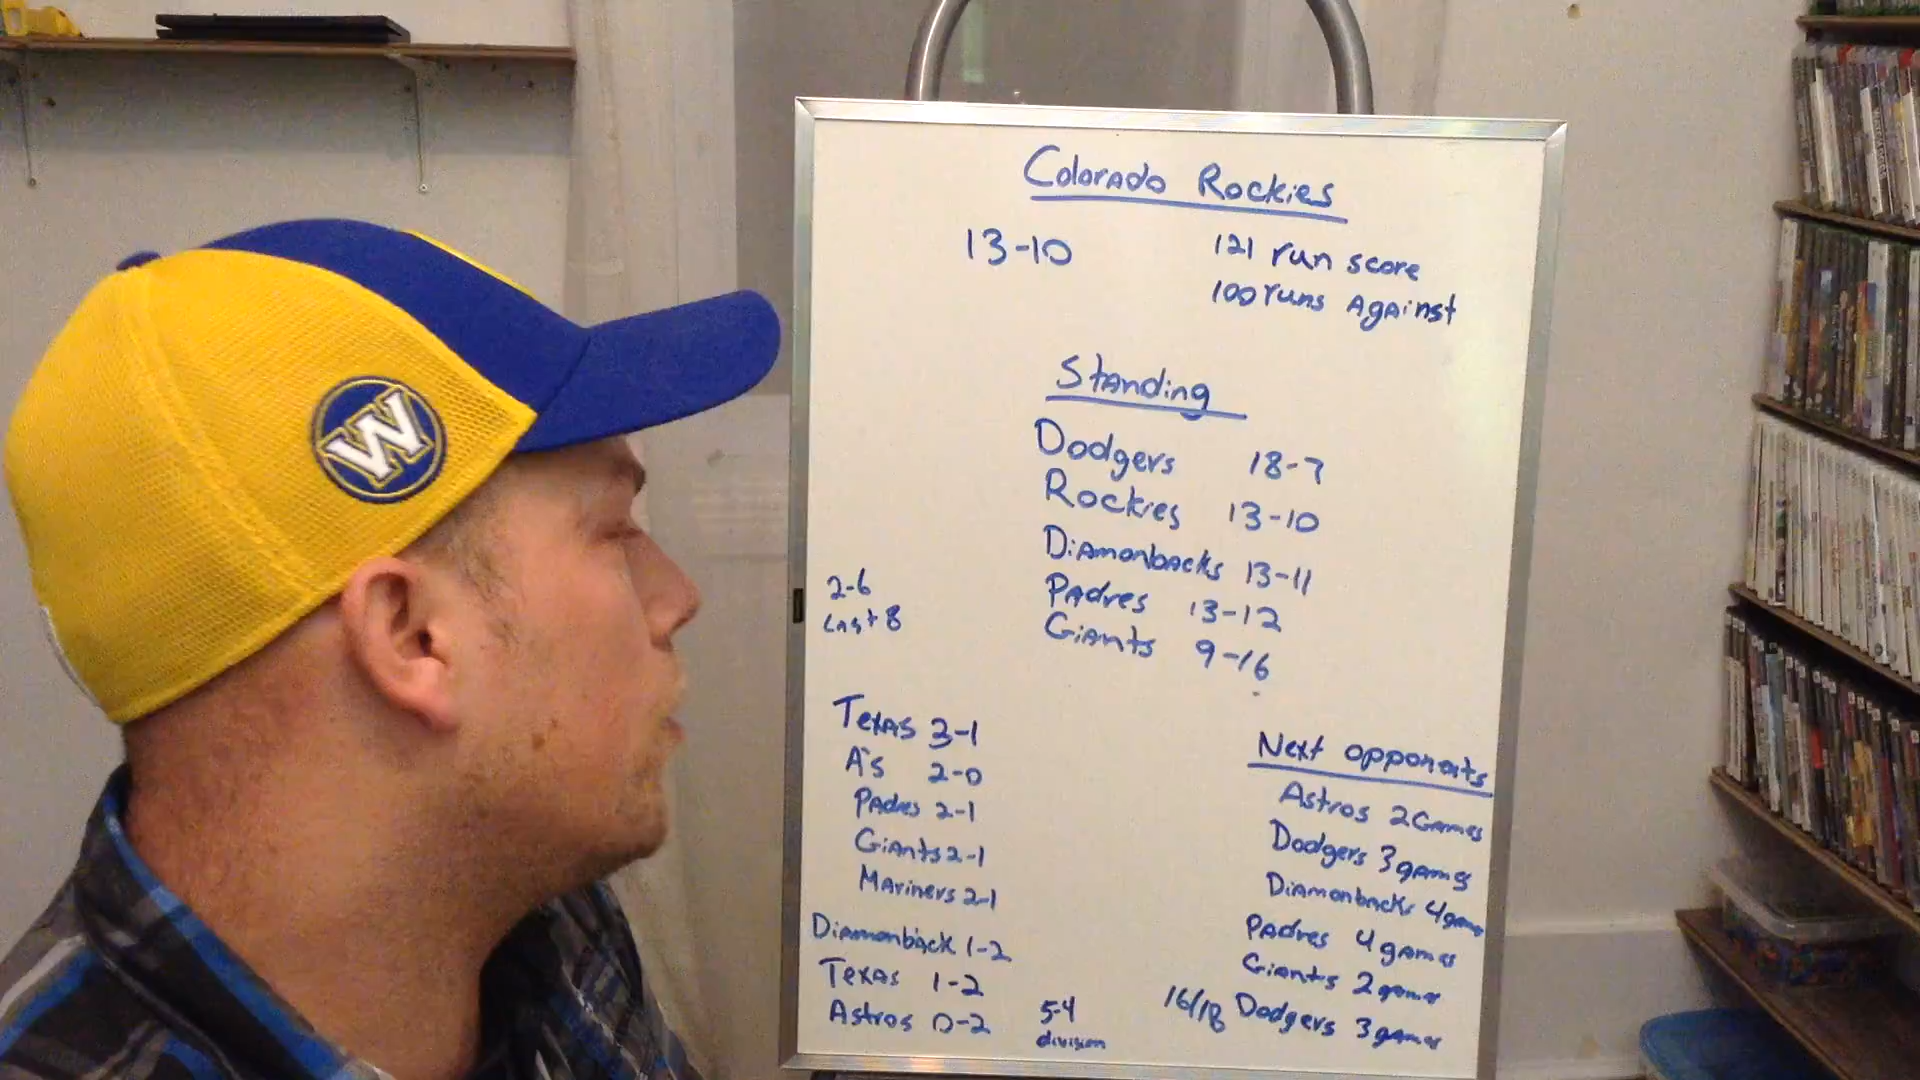 W
Colorado Rockies
13-10
121 run score
100 runs Against
Standing
Dodgers 18-7
Rockies 13-10
Diamonbacks 13-11
Padres 13-12
Giants 9-16
2-6
Last 8
Texas 3-1
A's 2-0
Padres 2-1
Giants 2-1
Mariners 2-1
Diamonback 1-2
Texas 1-2
Astros 0-2
5-4
division
Next opponents
Astros 2 Games
Dodgers 3 games
Diamonbacks 4 game
Padres 4 games
Giants 2 games
16/18 Dodgers 3 games